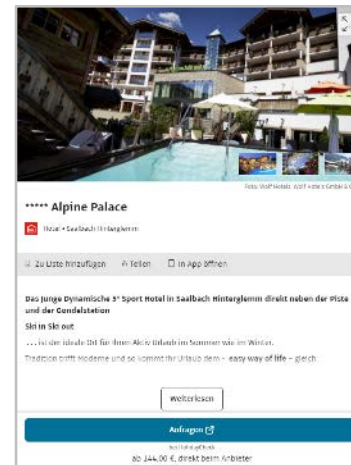 Foto: Wolf Hotels, Wolf Hotels GmbH &
***** Alpine Palace
Hotel • Saalbach Hinterglemm
Zu Liste hinzufügen Teilen In App öffnen
Das junge Dynamische 5* Sport Hotel in Saalbach Hinterglemm direkt neben der Piste
und der Gondelstation
Ski in Ski out
... ist der ideale Ort für Ihren Aktiv Urlaub im Sommer wie im Winter.
Tradition trifft Moderne und so kommt Ihr Urlaub dem - easy way of life - gleich
Weiterlesen
Anfragen
ab 144,00 €, direkt beim Anbieter